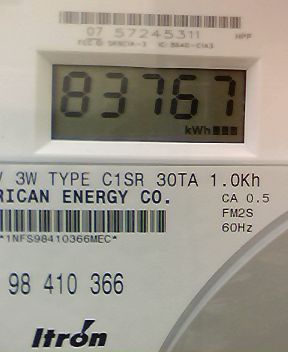 07 57245311
83767
kWh
V 3W TYPE C1SR 30TA 1.0Kh
RICAN ENERGY CO.
CA 0.5
FM2S
60Hz
*1NFS98410366MEC*
98 410 366
Itrón